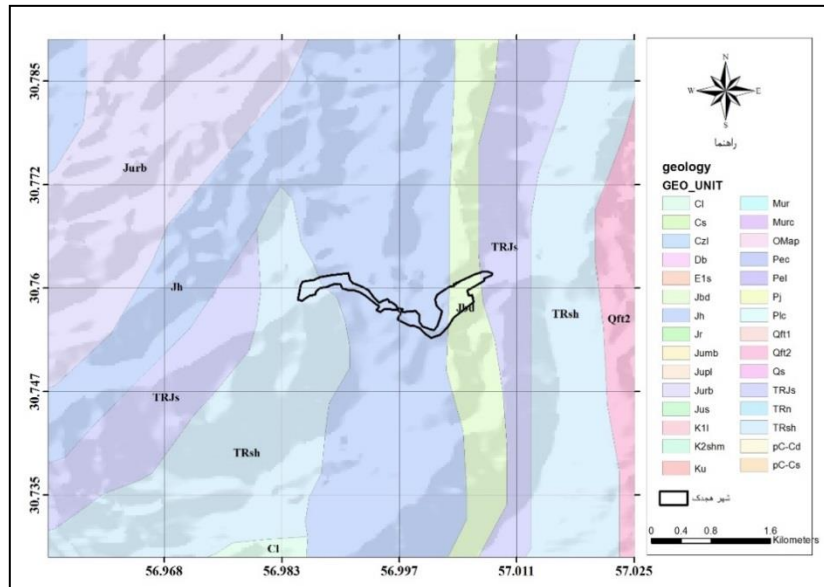 30.785
30.772
30.76
30.747
30.735
56.968
56.983
56.997
57.011
57.025
Jurb
Jh
TRJs
TRsh
Cl
Jbd
TRJs
TRsh
Qft2
N
W E
S
راهنما
geology
GEO_UNIT
Cl
Cs
Czl
Db
E1s
Jbd
Jh
Jr
Jumb
Jupl
Jurb
Jus
K1l
K2shm
Ku
Mur
Murc
OMap
Pec
Pel
Pj
Plc
Qft1
Qft2
Qs
TRJs
TRn
TRsh
pC-Cd
pC-Cs
شهر هجدک
0 0.4 0.8 1.6
Kilometers